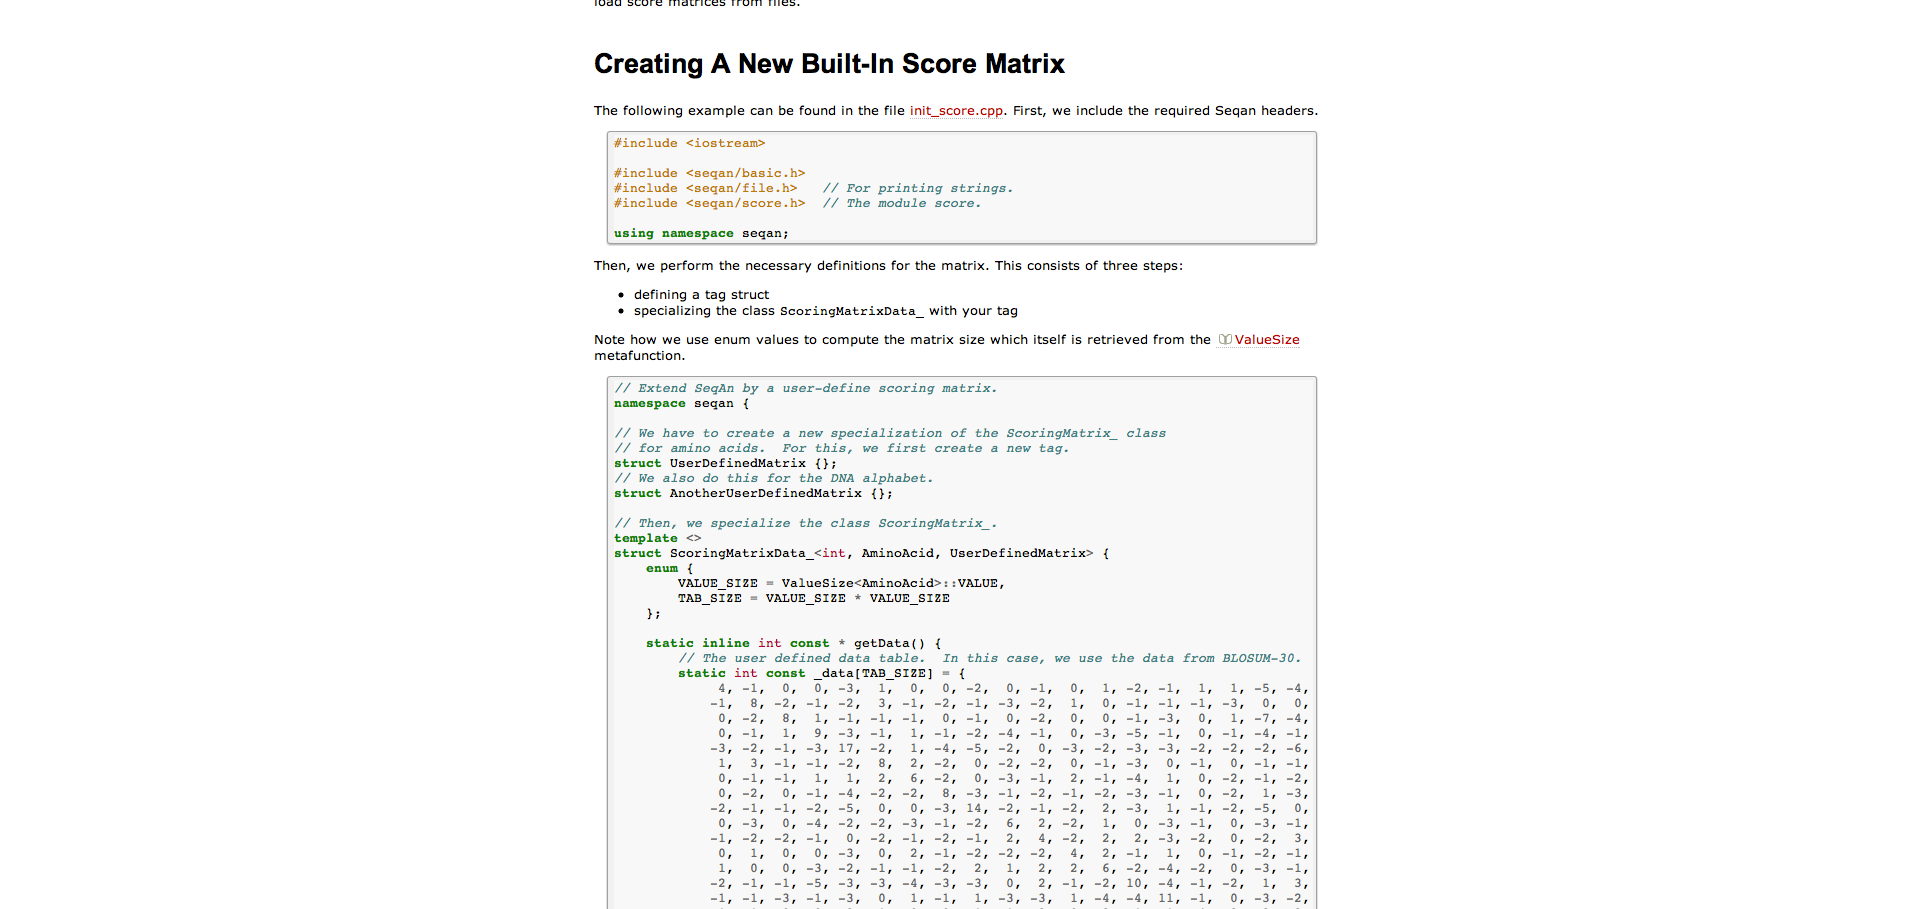 load score matrices from files.
Creating A New Built-In Score Matrix
The following example can be found in the file init_score.cpp. First, we include the required Seqan headers.
#include <iostream>
#include <seqan/basic.h>
#include <seqan/file.h>   // For printing strings.
#include <seqan/score.h>  // The module score.
using namespace seqan;
Then, we perform the necessary definitions for the matrix. This consists of three steps:
• defining a tag struct
• specializing the class ScoringMatrixData_ with your tag
Note how we use enum values to compute the matrix size which itself is retrieved from the ValueSize
metafunction.
// Extend SeqAn by a user-define scoring matrix.
namespace seqan {
// We have to create a new specialization of the ScoringMatrix_ class
// for amino acids.  For this, we first create a new tag.
struct UserDefinedMatrix {};
// We also do this for the DNA alphabet.
struct AnotherUserDefinedMatrix {};
// Then, we specialize the class ScoringMatrix_.
template <>
struct ScoringMatrixData_<int, AminoAcid, UserDefinedMatrix> {
    enum {
        VALUE_SIZE = ValueSize<AminoAcid>::VALUE,
        TAB_SIZE = VALUE_SIZE * VALUE_SIZE
    };
    static inline int const * getData() {
        // The user defined data table.  In this case, we use the data from BLOSUM-30.
        static int const _data[TAB_SIZE] = {
             4, -1,  0,  0, -3,  1,  0,  0, -2,  0, -1,  0,  1, -2, -1,  1,  1, -5, -4,
            -1,  8, -2, -1, -2,  3, -1, -2, -1, -3, -2,  1,  0, -1, -1, -1, -3,  0,  0,
             0, -2,  8,  1, -1, -1, -1,  0, -1,  0, -2,  0,  0, -1, -3,  0,  1, -7, -4,
             0, -1,  1,  9, -3, -1,  1, -1, -2, -4, -1,  0, -3, -5, -1,  0, -1, -4, -1,
            -3, -2, -1, -3, 17, -2,  1, -4, -5, -2,  0, -3, -2, -3, -3, -2, -2, -2, -6,
             1,  3, -1, -1, -2,  8,  2, -2,  0, -2, -2,  0, -1, -3,  0, -1,  0, -1, -1,
             0, -1, -1,  1,  1,  2,  6, -2,  0, -3, -1,  2, -1, -4,  1,  0, -2, -1, -2,
             0, -2,  0, -1, -4, -2, -2,  8, -3, -1, -2, -1, -2, -3, -1,  0, -2,  1, -3,
            -2, -1, -1, -2, -5,  0,  0, -3, 14, -2, -1, -2,  2, -3,  1, -1, -2, -5,  0,
             0, -3,  0, -4, -2, -2, -3, -1, -2,  6,  2, -2,  1,  0, -3, -1,  0, -3, -1,
            -1, -2, -2, -1,  0, -2, -1, -2, -1,  2,  4, -2,  2,  2, -3, -2,  0, -2,  3,
             0,  1,  0,  0, -3,  0,  2, -1, -2, -2, -2,  4,  2, -1,  1,  0, -1, -2, -1,
             1,  0,  0, -3, -2, -1, -1, -2,  2,  1,  2,  2,  6, -2, -4, -2,  0, -3, -1,
            -2, -1, -1, -5, -3, -3, -4, -3, -3,  0,  2, -1, -2, 10, -4, -1, -2,  1,  3,
            -1, -1, -3, -1, -3,  0,  1, -1,  1, -3, -3,  1, -4, -4, 11, -1,  0, -3, -2,